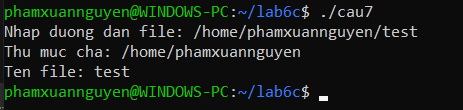 phamxuannguyen@WINDOWS-PC:~/lab6c$ ./cau7
Nhap duong dan file: /home/phamxuannguyen/test
Thu muc cha: /home/phamxuannguyen
Ten file: test
phamxuannguyen@WINDOWS-PC:~/lab6c$